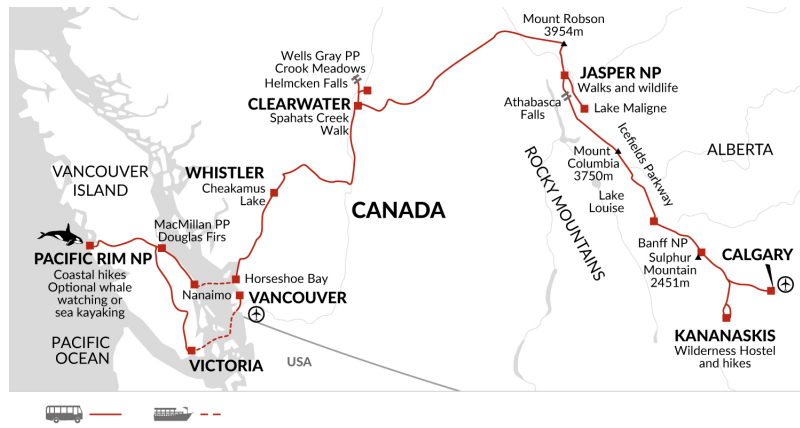 Mount Robson
3954m
Wells Gray PP
Crook Meadows
Helmcken Falls
CLEARWATER
Spahats Creek
Walk
JASPER NP
Walks and wildlife
Athabasca
Falls
Lake Maligne
Icefields Parkway
Mount
Columbia
3750m
ALBERTA
ROCKY MOUNTAINS
Lake
Louise
VANCOUVER
ISLAND
WHISTLER
Cheakamus
Lake
CANADA
MacMillan PP
Douglas Firs
PACIFIC RIM NP
Coastal hikes
Optional whale
watching or
sea kayaking
Banff NP
Sulphur
Mountain
2451m
CALGARY
Horseshoe Bay
Nanaimo
VANCOUVER
PACIFIC
OCEAN
VICTORIA
USA
KANANASKIS
Wilderness Hostel
and hikes